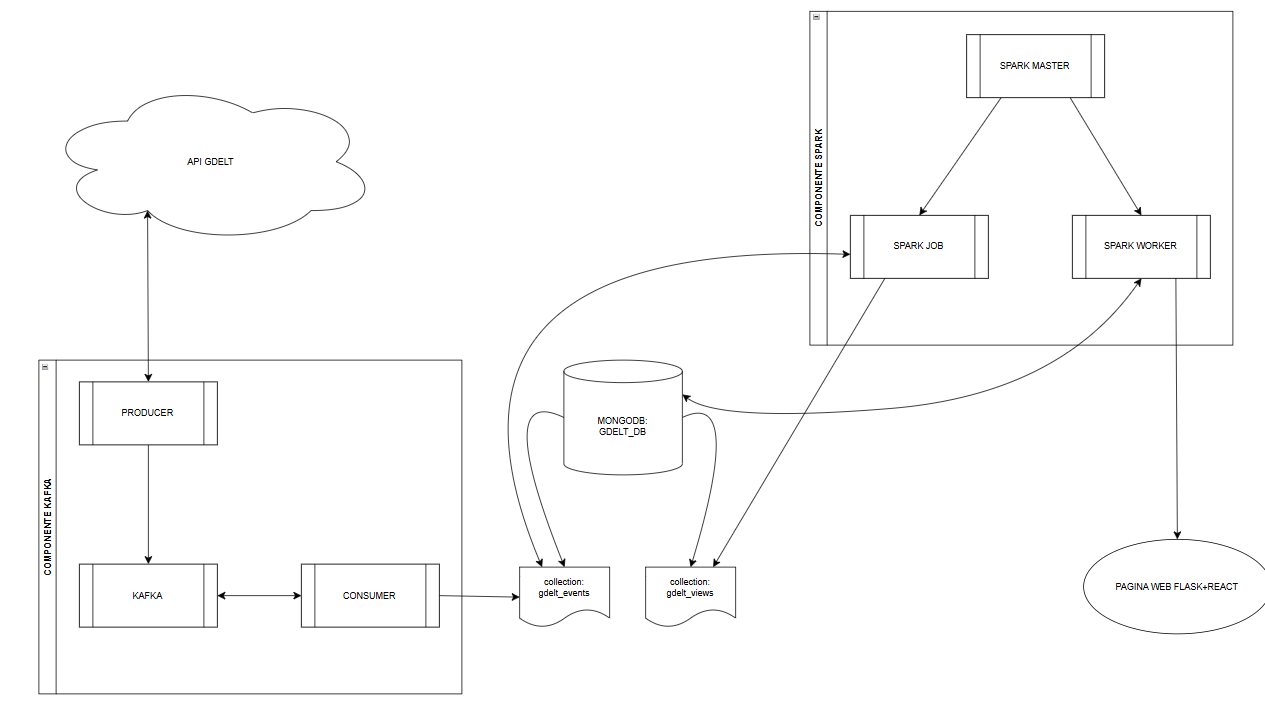 COMPONENTE SPARK
SPARK MASTER
SPARK JOB
SPARK WORKER
API GDELT
COMPONENTE KAFKA
PRODUCER
KAFKA
CONSUMER
MONGODB:
GDELT_DB
collection:
gdelt_events
collection:
gdelt_views
PAGINA WEB FLASK+REACT